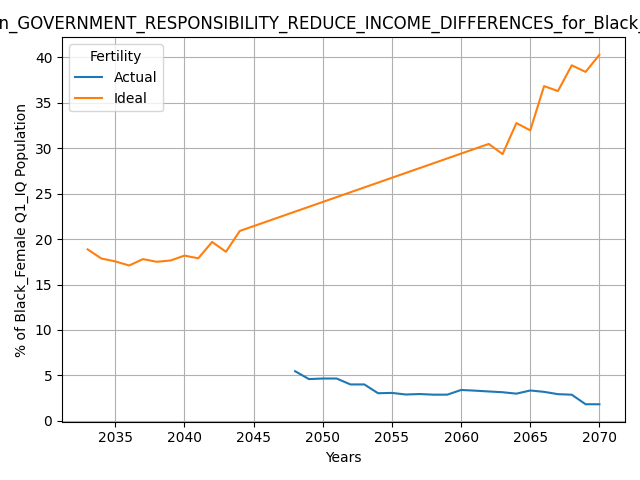 n_GOVERNMENT_RESPONSIBILITY_REDUCE_INCOME_DIFFERENCES_for_Black_
Fertility
Actual
Ideal
% of Black_Female Q1_IQ Population
40
35
30
25
20
15
10
5
0
2035 2040 2045 2050 2055 2060 2065 2070
Years